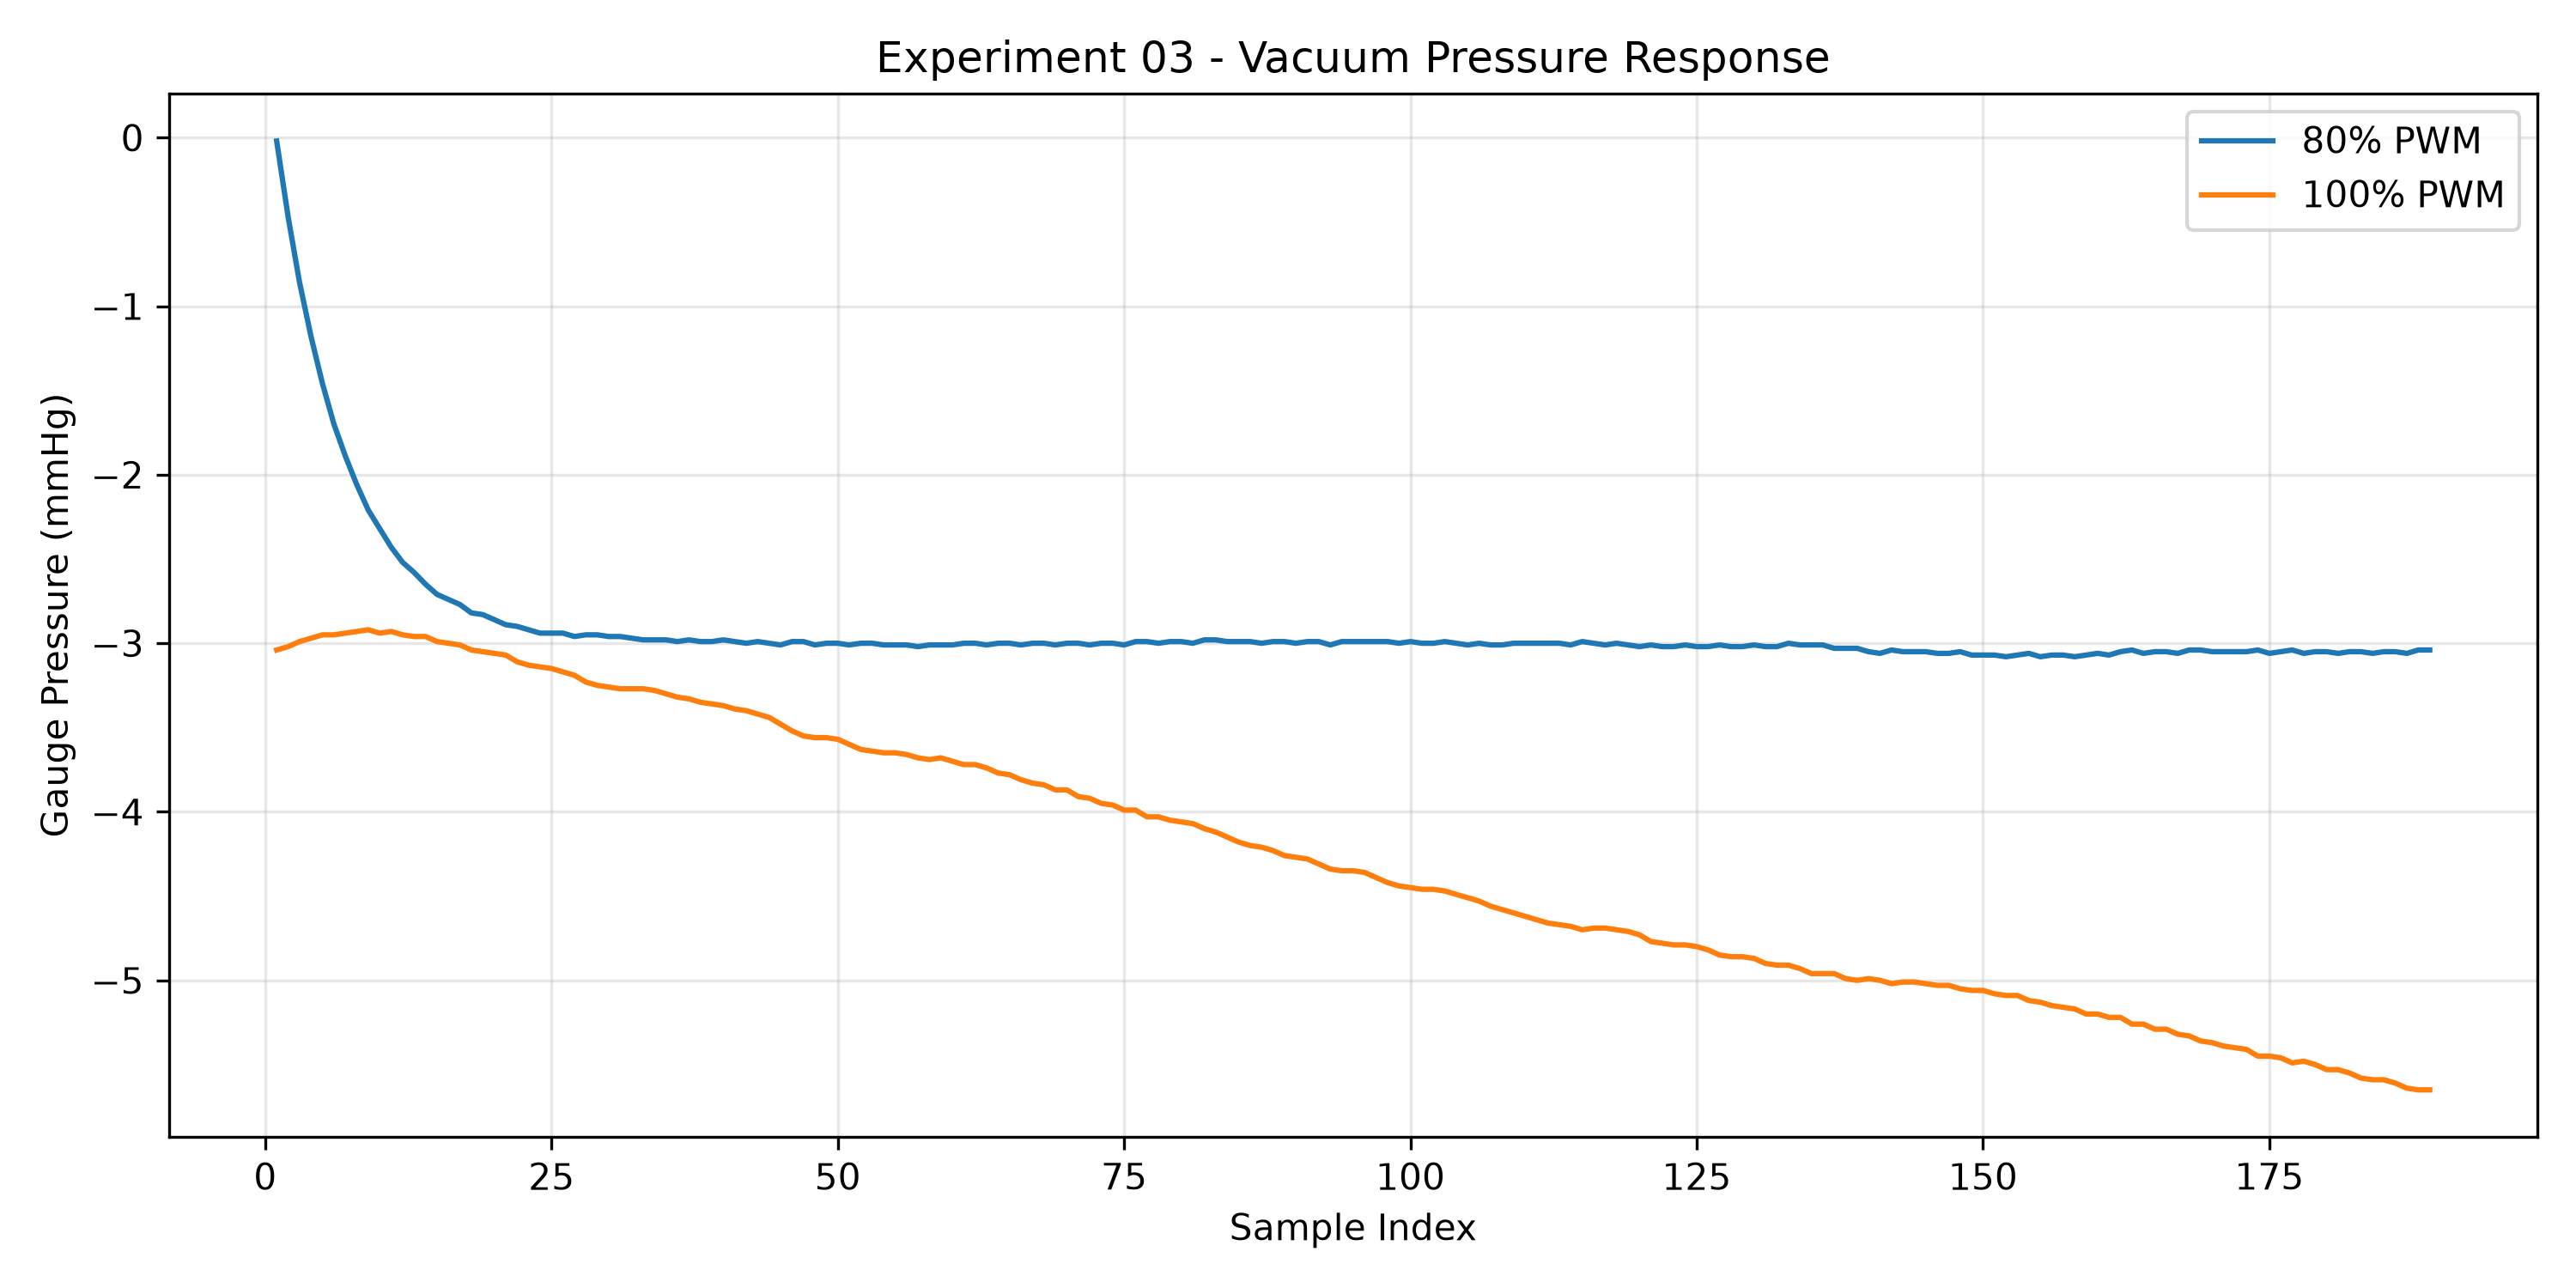 Experiment 03 - Vacuum Pressure Response
80% PWM
100% PWM
Gauge Pressure (mmHg)
0
−1
−2
−3
−4
−5
0 25 50 75 100 125 150 175
Sample Index